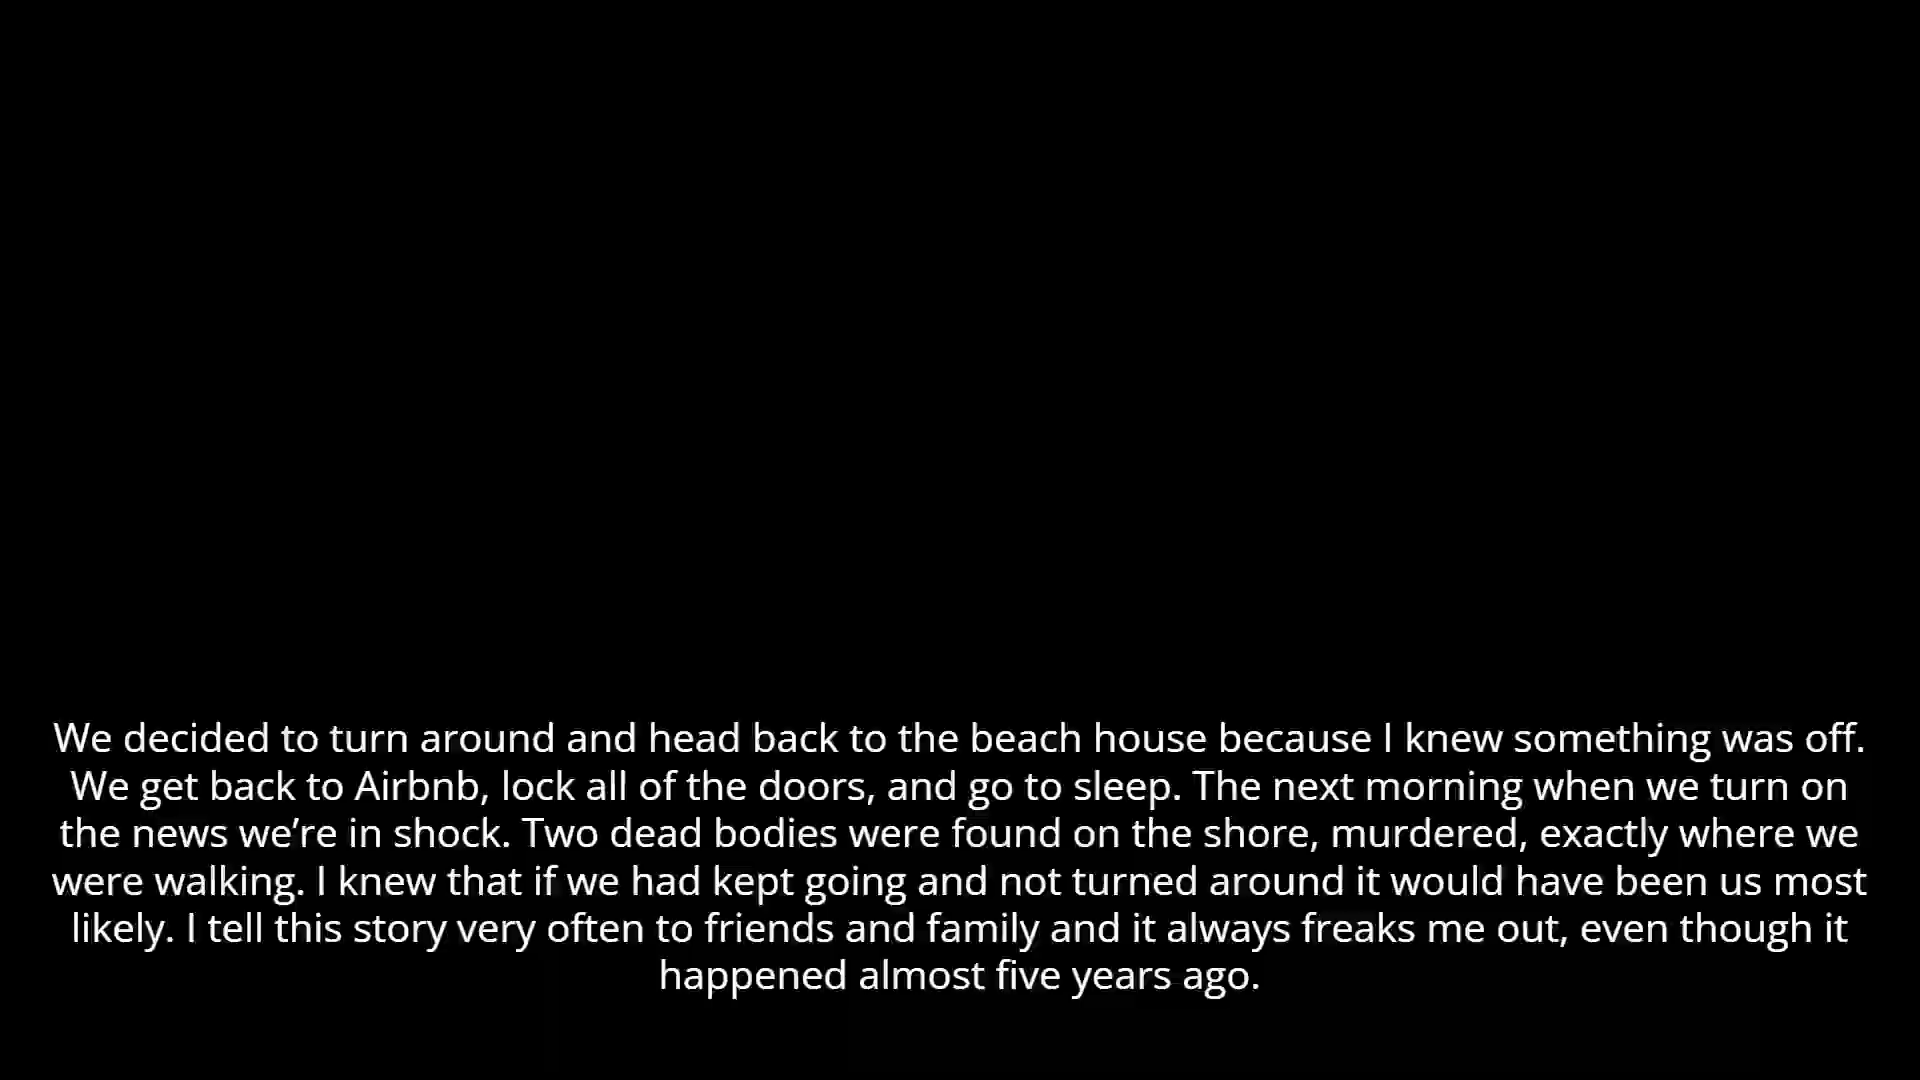 We decided to turn around and head back to the beach house because I knew something was off.
We get back to Airbnb, lock all of the doors, and go to sleep. The next morning when we turn on
the news we’re in shock. Two dead bodies were found on the shore, murdered, exactly where we
were walking. I knew that if we had kept going and not turned around it would have been us most
likely. I tell this story very often to friends and family and it always freaks me out, even though it
happened almost five years ago.